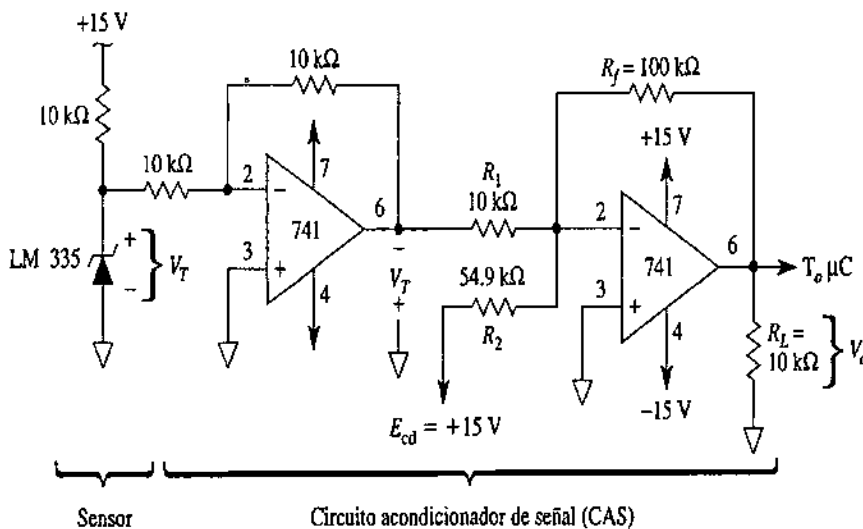 +15 V
10 kΩ
10 kΩ
LM 335
+
−
V_T
10 kΩ
2
−
7
741
6
3
+
4
−
V_T
+
R_1
10 kΩ
54.9 kΩ
R_2
E_cd = +15 V
R_f = 100 kΩ
+15 V
2
−
7
741
6
3
+
4
−15 V
T_o μC
R_L =
10 kΩ
Sensor
Circuito acondicionador de señal (CAS)